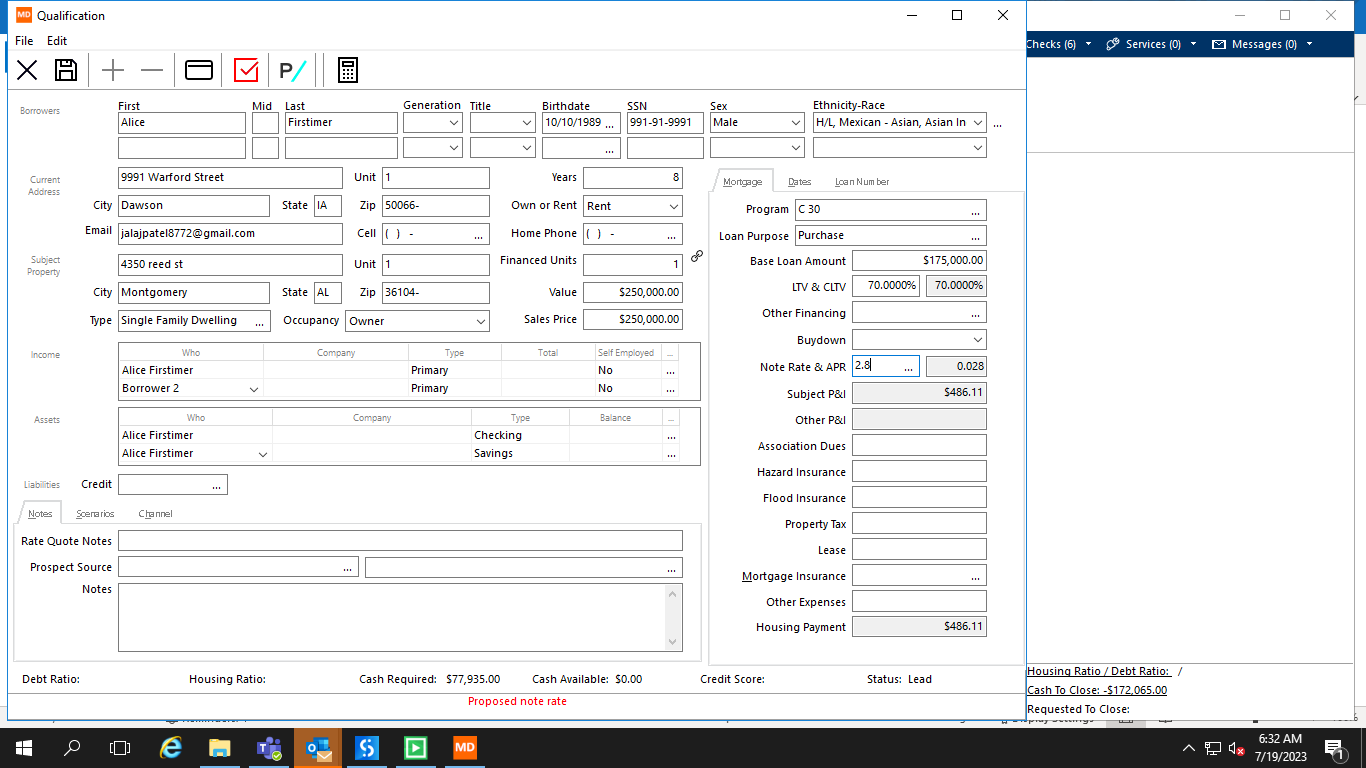 MD Qualification
File Edit
Checks (6) Services (0) Messages (0)
P/
Borrowers First Mid Last Generation Title Birthdate SSN Sex Ethnicity-Race
Alice Firstimer 10/10/1989 ... 991-91-9991 Male H/L, Mexican - Asian, Asian In ...
...
Current Address 9991 Warford Street Unit 1 Years 8
City Dawson State IA Zip 50066- Own or Rent Rent
Email jalajpatel8772@gmail.com Cell ( ) - ... Home Phone ( ) - ...
Subject Property 4350 reed st Unit 1 Financed Units 1
City Montgomery State AL Zip 36104- Value $250,000.00
Type Single Family Dwelling ... Occupancy Owner Sales Price $250,000.00
Income Who Company Type Total Self Employed ...
Alice Firstimer Primary No ...
Borrower 2 Primary No ...
Assets Who Company Type Balance ...
Alice Firstimer Checking ...
Alice Firstimer Savings ...
Liabilities Credit ...
Notes Scenarios Channel
Rate Quote Notes
Prospect Source ... ...
Notes
Mortgage Dates Loan Number
Program C 30 ...
Loan Purpose Purchase ...
Base Loan Amount $175,000.00
LTV & CLTV 70.0000% 70.0000%
Other Financing ...
Buydown
Note Rate & APR 2.8 ... 0.028
Subject P&I $486.11
Other P&I
Association Dues
Hazard Insurance
Flood Insurance
Property Tax
Lease
Mortgage Insurance ...
Other Expenses
Housing Payment $486.11
Debt Ratio: Housing Ratio: Cash Required: $77,935.00 Cash Available: $0.00 Credit Score: Status: Lead
Proposed note rate
Housing Ratio / Debt Ratio: /
Cash To Close: -$172,065.00
Requested To Close:
MD
6:32 AM
7/19/2023
1